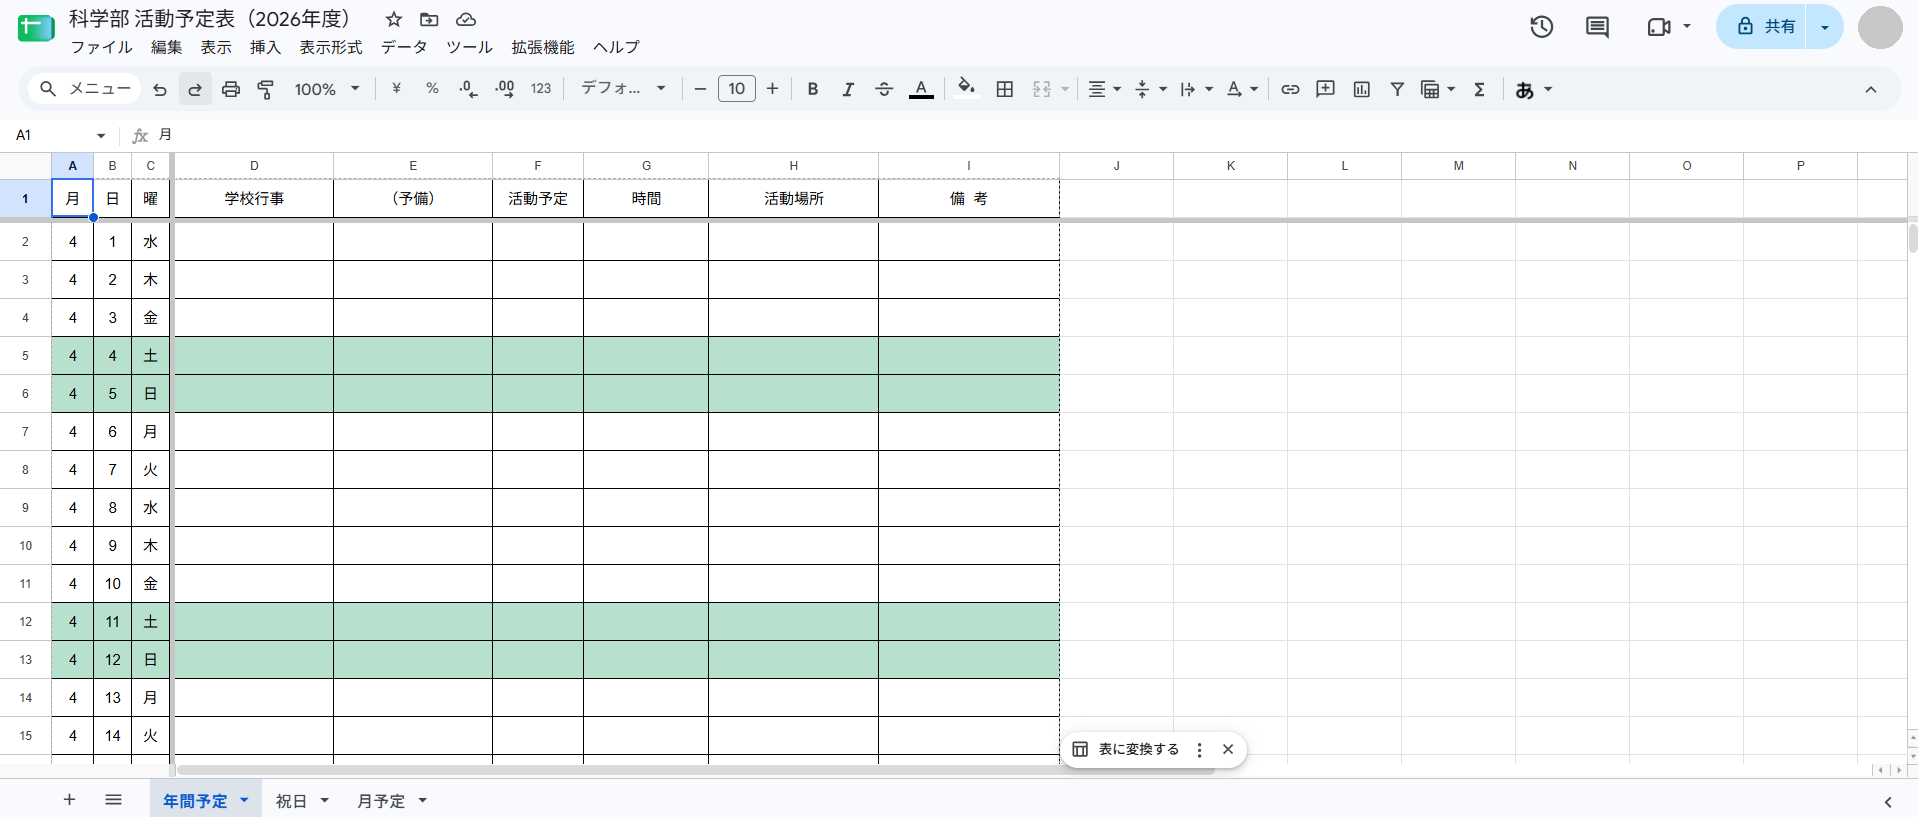 科学部 活動予定表（2026年度）
ファイル 編集 表示 挿入 表示形式 データ ツール 拡張機能 ヘルプ
共有
メニュー 100% ¥ % .0 .00 123 デフォ... 10 B I A あ
A1 fx 月
A B C D E F G H I J K L M N O P
1 月 日 曜 学校行事 （予備） 活動予定 時間 活動場所 備 考
2 4 1 水
3 4 2 木
4 4 3 金
5 4 4 土
6 4 5 日
7 4 6 月
8 4 7 火
9 4 8 水
10 4 9 木
11 4 10 金
12 4 11 土
13 4 12 日
14 4 13 月
15 4 14 火
表に変換する
年間予定 祝日 月予定